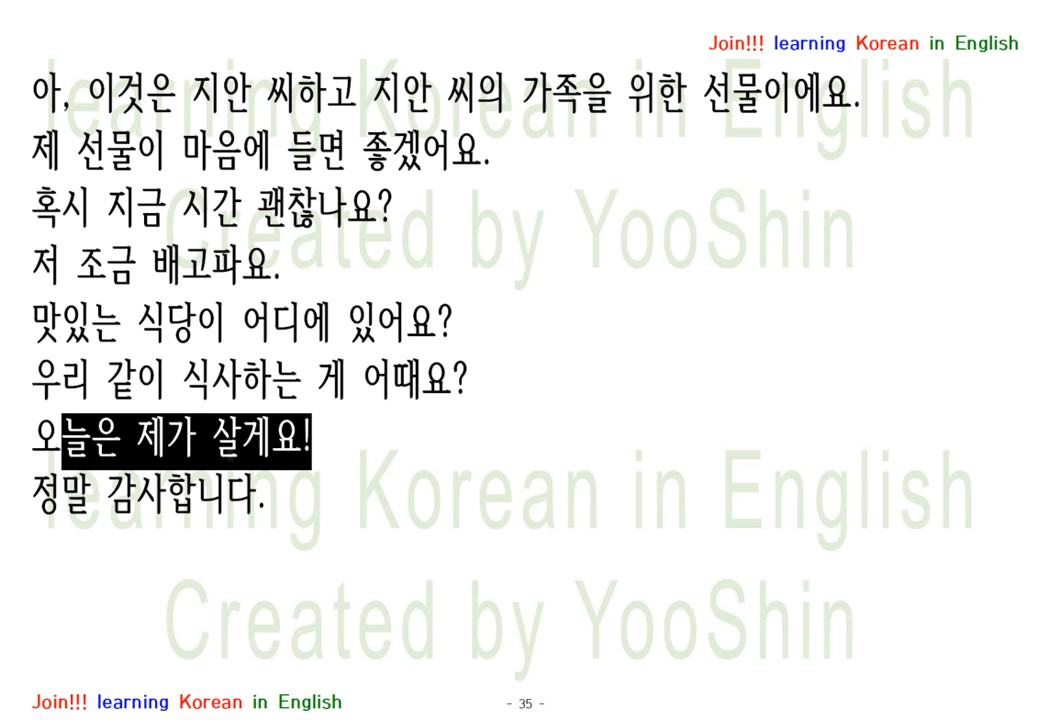 Join!!! learning Korean in English
learning Korean in English
아, 이것은 지안 씨하고 지안 씨의 가족을 위한 선물이에요.
제 선물이 마음에 들면 좋겠어요.
Created by YooShin
혹시 지금 시간 괜찮나요?
저 조금 배고파요.
맛있는 식당이 어디에 있어요?
우리 같이 식사하는 게 어때요?
오늘은 제가 살게요!
learning Korean in English
정말 감사합니다.
Created by YooShin
Join!!! learning Korean in English
- 35 -